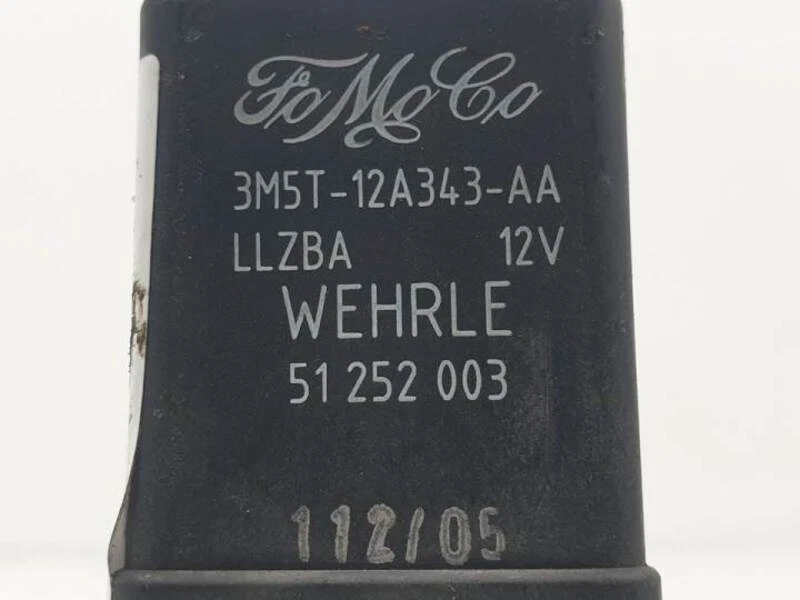 FoMoCo
3M5T-12A343-AA
LLZBA 12V
WEHRLE
51 252 003
112/05